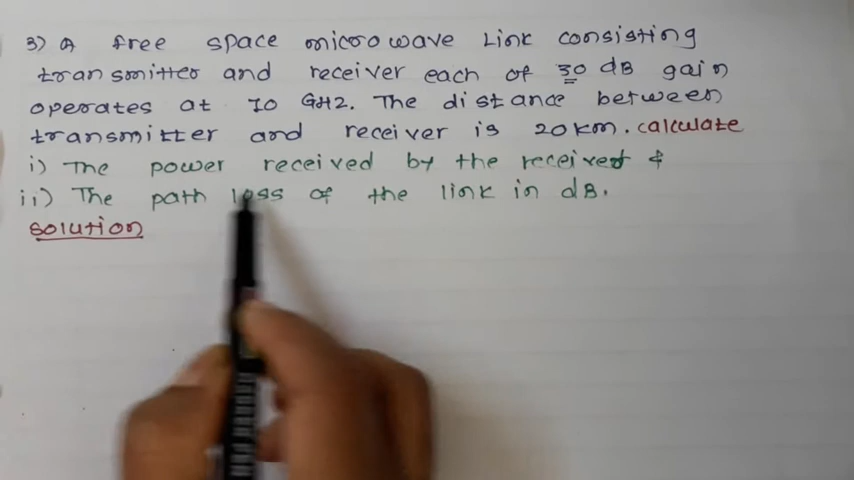 3) A free space microwave Link consisting
transmitter and receiver each of 30 dB gain
operates at 10 GHZ. The distance between
transmitter and receiver is 20 km. calculate
i) The power received by the received &
ii) The path loss of the link in dB.
solution